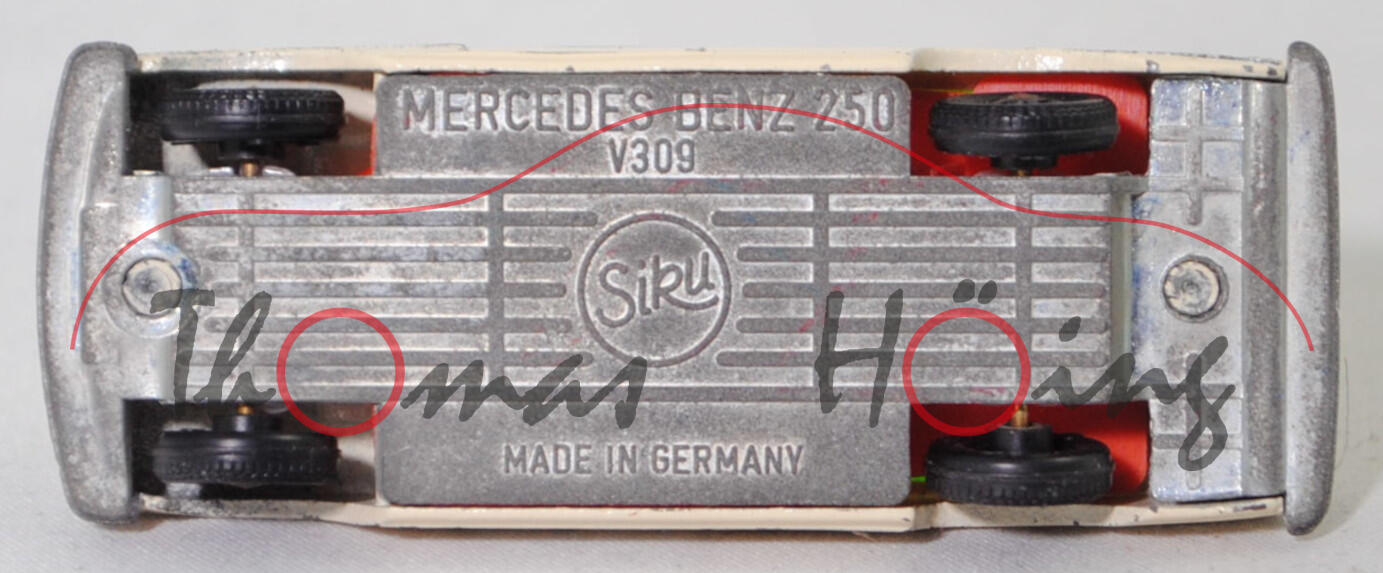 MERCEDES BENZ 250
V309
Siku
Thomas Höing
MADE IN GERMANY